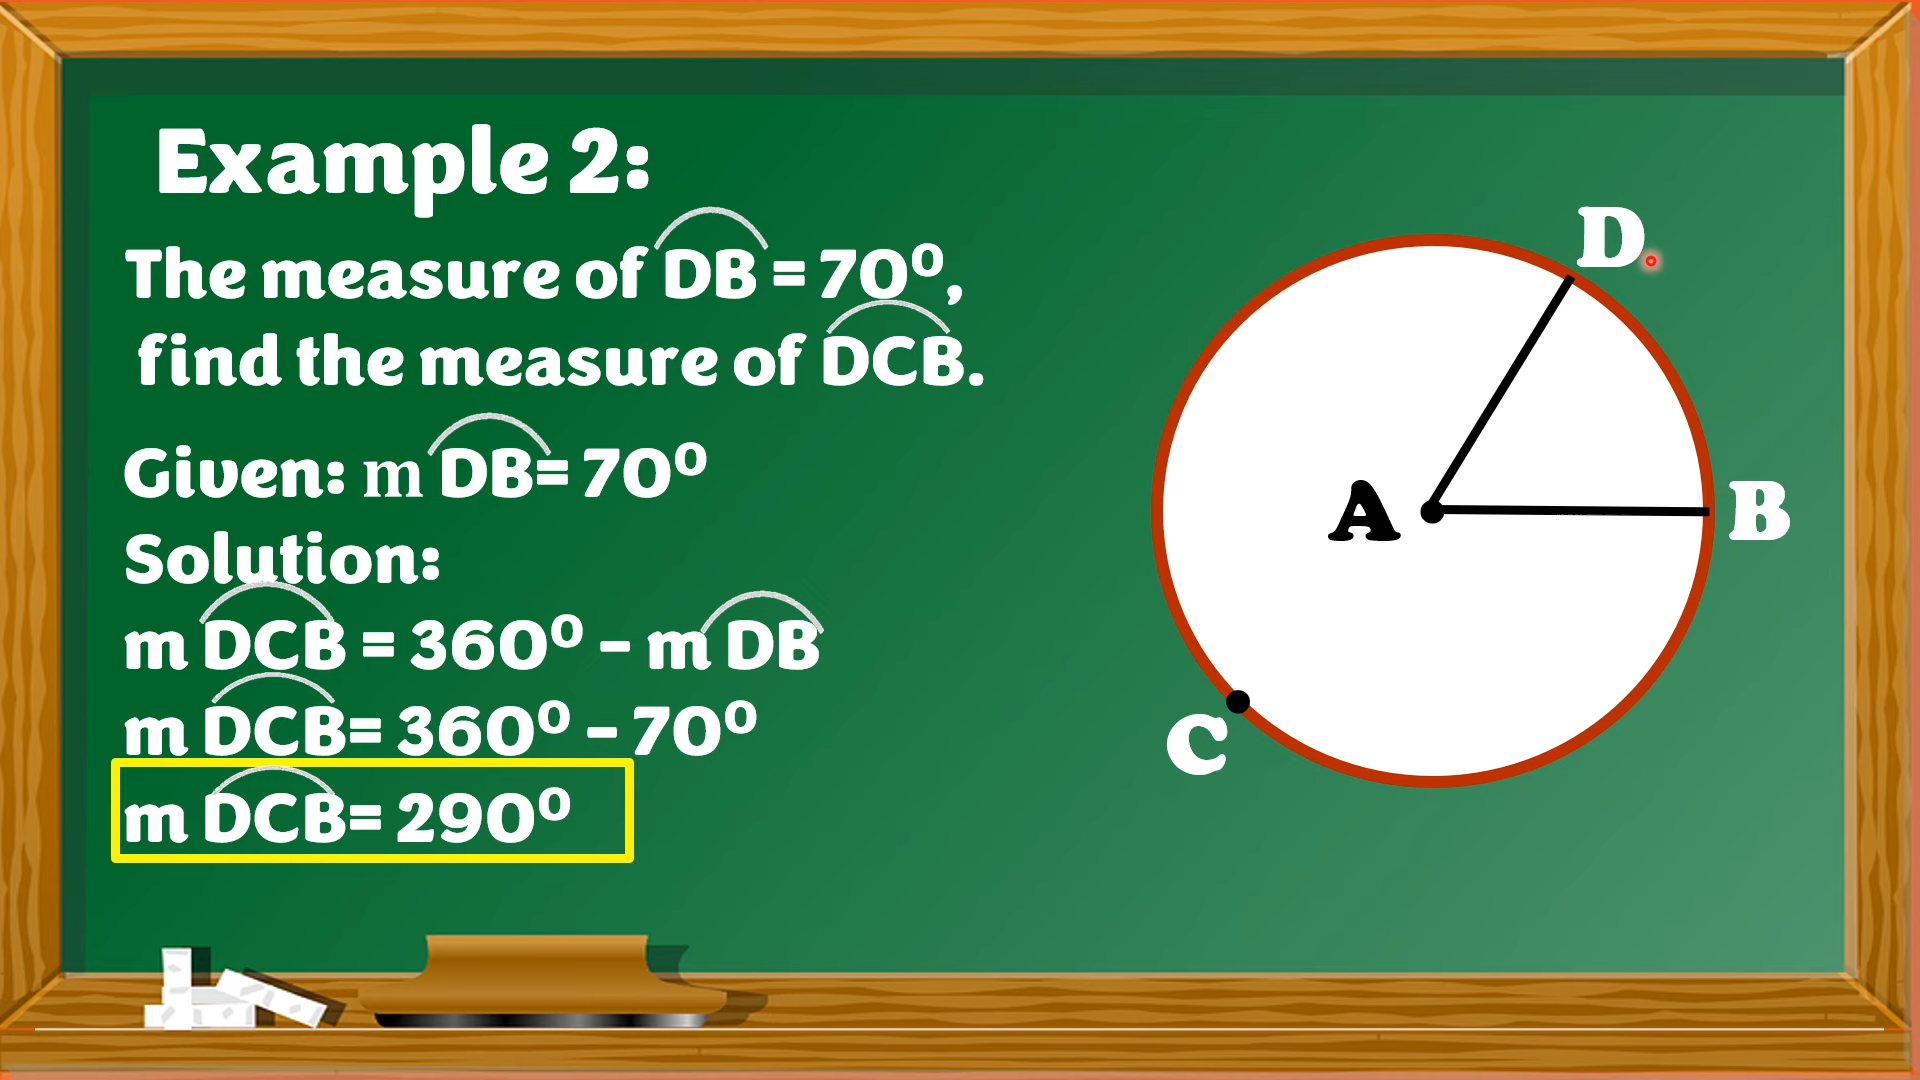 Example 2:
The measure of DB = 70⁰,
find the measure of DCB.
Given: m DB= 70⁰
Solution:
m DCB = 360⁰ - m DB
m DCB= 360⁰ - 70⁰
m DCB= 290⁰
D
A
B
C